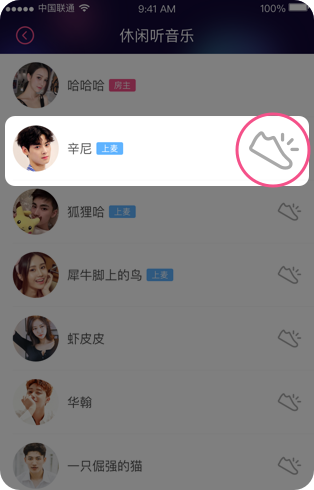 中国联通 9:41 AM 100%
休闲听音乐
哈哈哈 房主
辛尼 上麦
狐狸哈 上麦
犀牛脚上的鸟 上麦
虾皮皮
华翰
一只倔强的猫